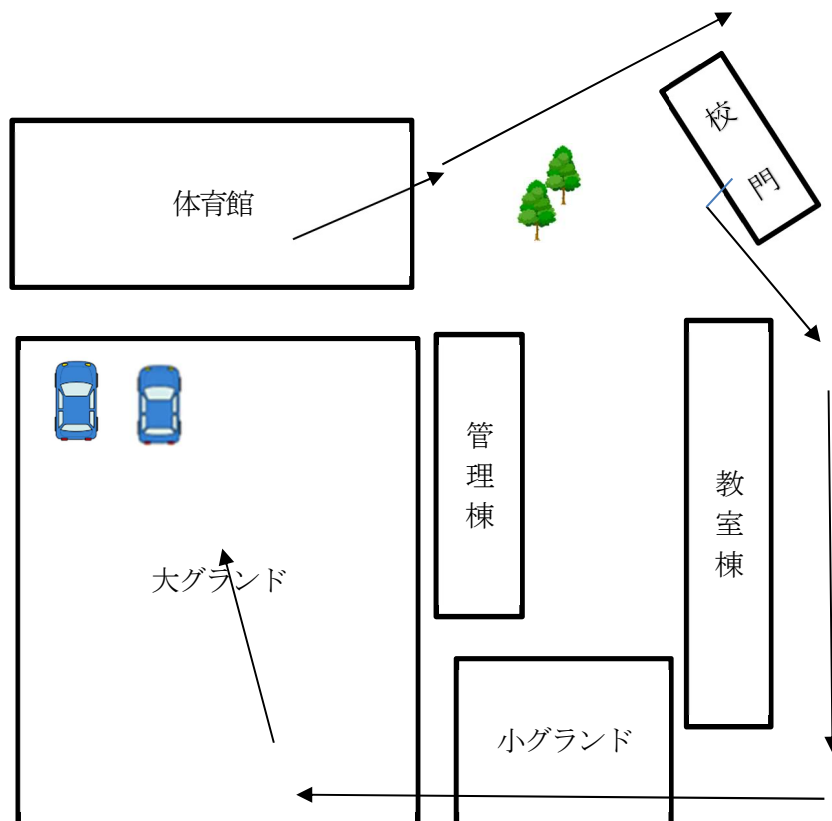 校門
体育館
管理棟
教室棟
大グランド
小グランド